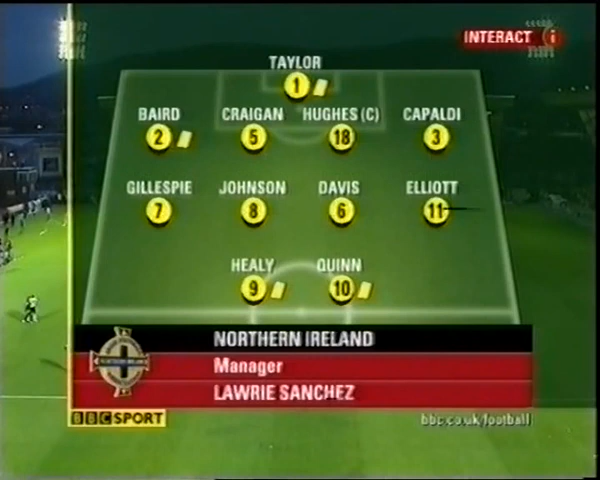 INTERACT i
TAYLOR
1
BAIRD CRAIGAN HUGHES (C) CAPALDI
2 5 18 3
GILLESPIE JOHNSON DAVIS ELLIOTT
7 8 6 11
HEALY QUINN
9 10
NORTHERN IRELAND
Manager
LAWRIE SANCHEZ
BBC SPORT
bbc.co.uk/football